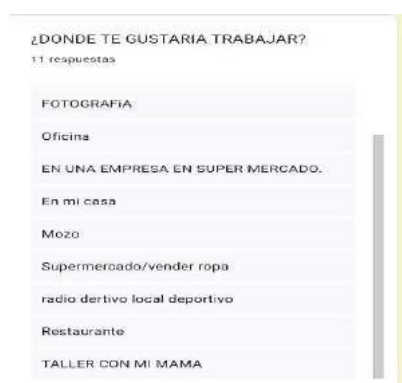 ¿DONDE TE GUSTARIA TRABAJAR?
11 respuestas
FOTOGRAFíA
Oficina
EN UNA EMPRESA EN SUPER MERCADO.
En mi casa
Mozo
Supermercado/vender ropa
radio dertivo local deportivo
Restaurante
TALLER CON MI MAMA